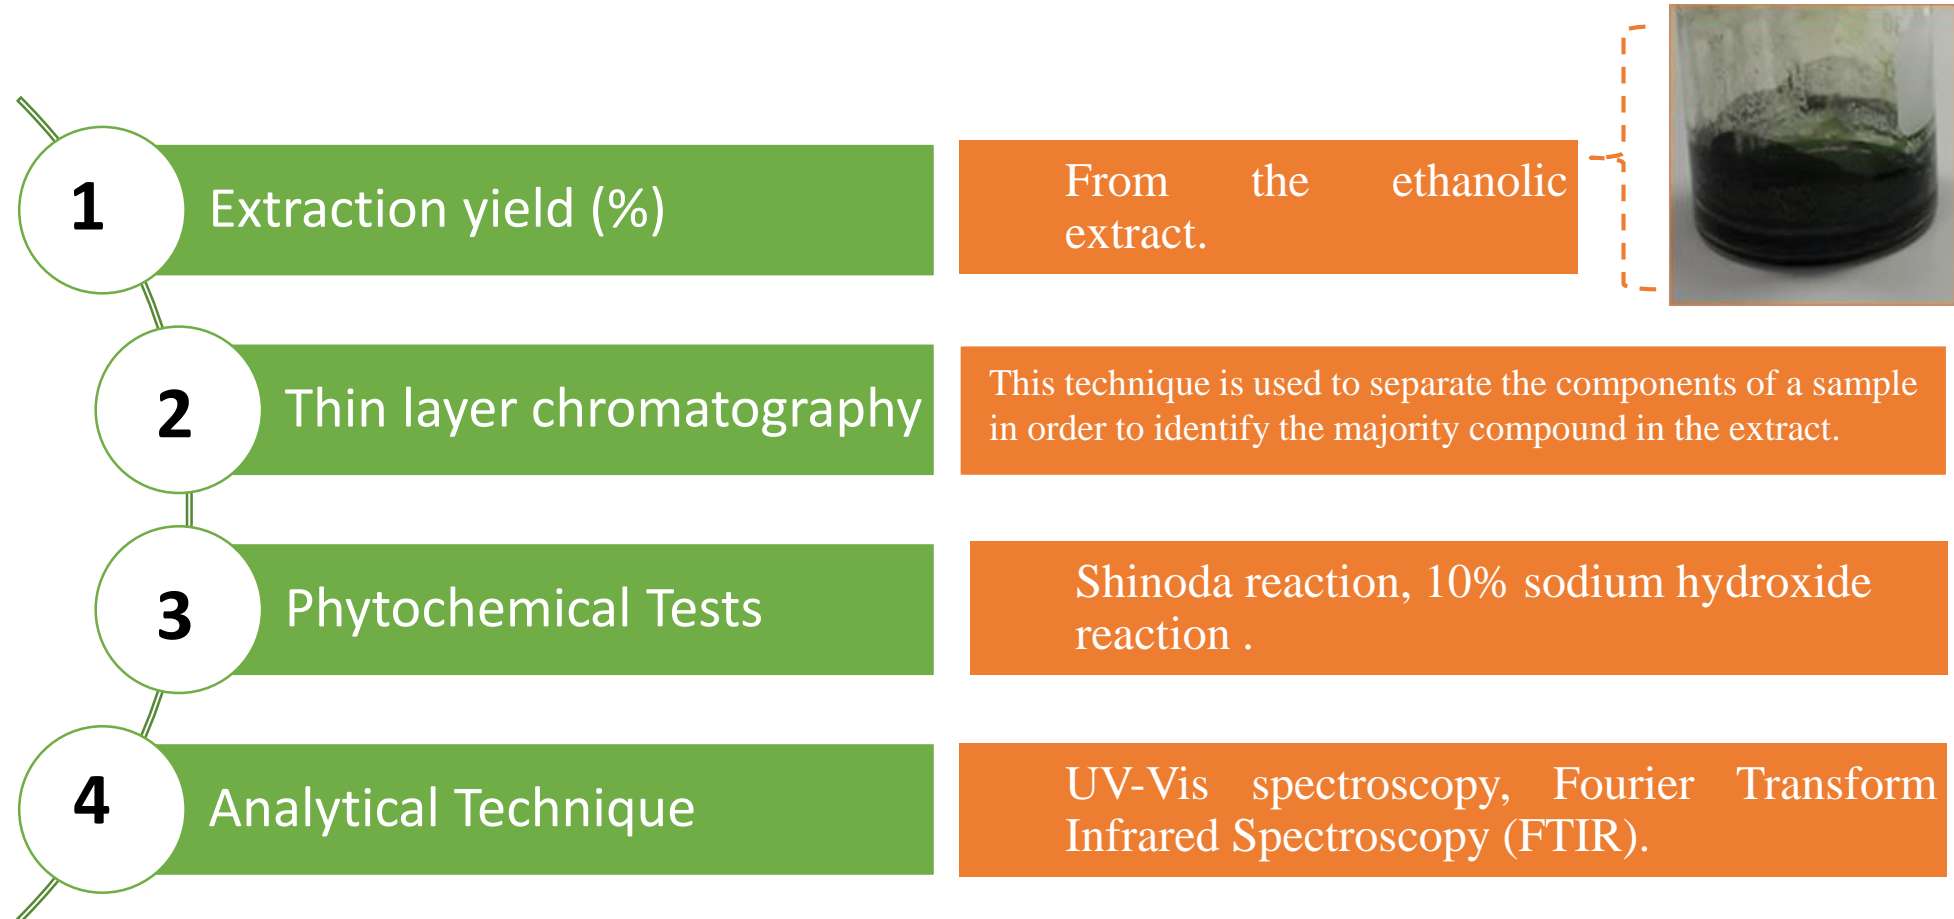 1
Extraction yield (%)
From the ethanolic
extract.
2
Thin layer chromatography
This technique is used to separate the components of a sample
in order to identify the majority compound in the extract.
3
Phytochemical Tests
Shinoda reaction, 10% sodium hydroxide
reaction .
4
Analytical Technique
UV-Vis spectroscopy, Fourier Transform
Infrared Spectroscopy (FTIR).